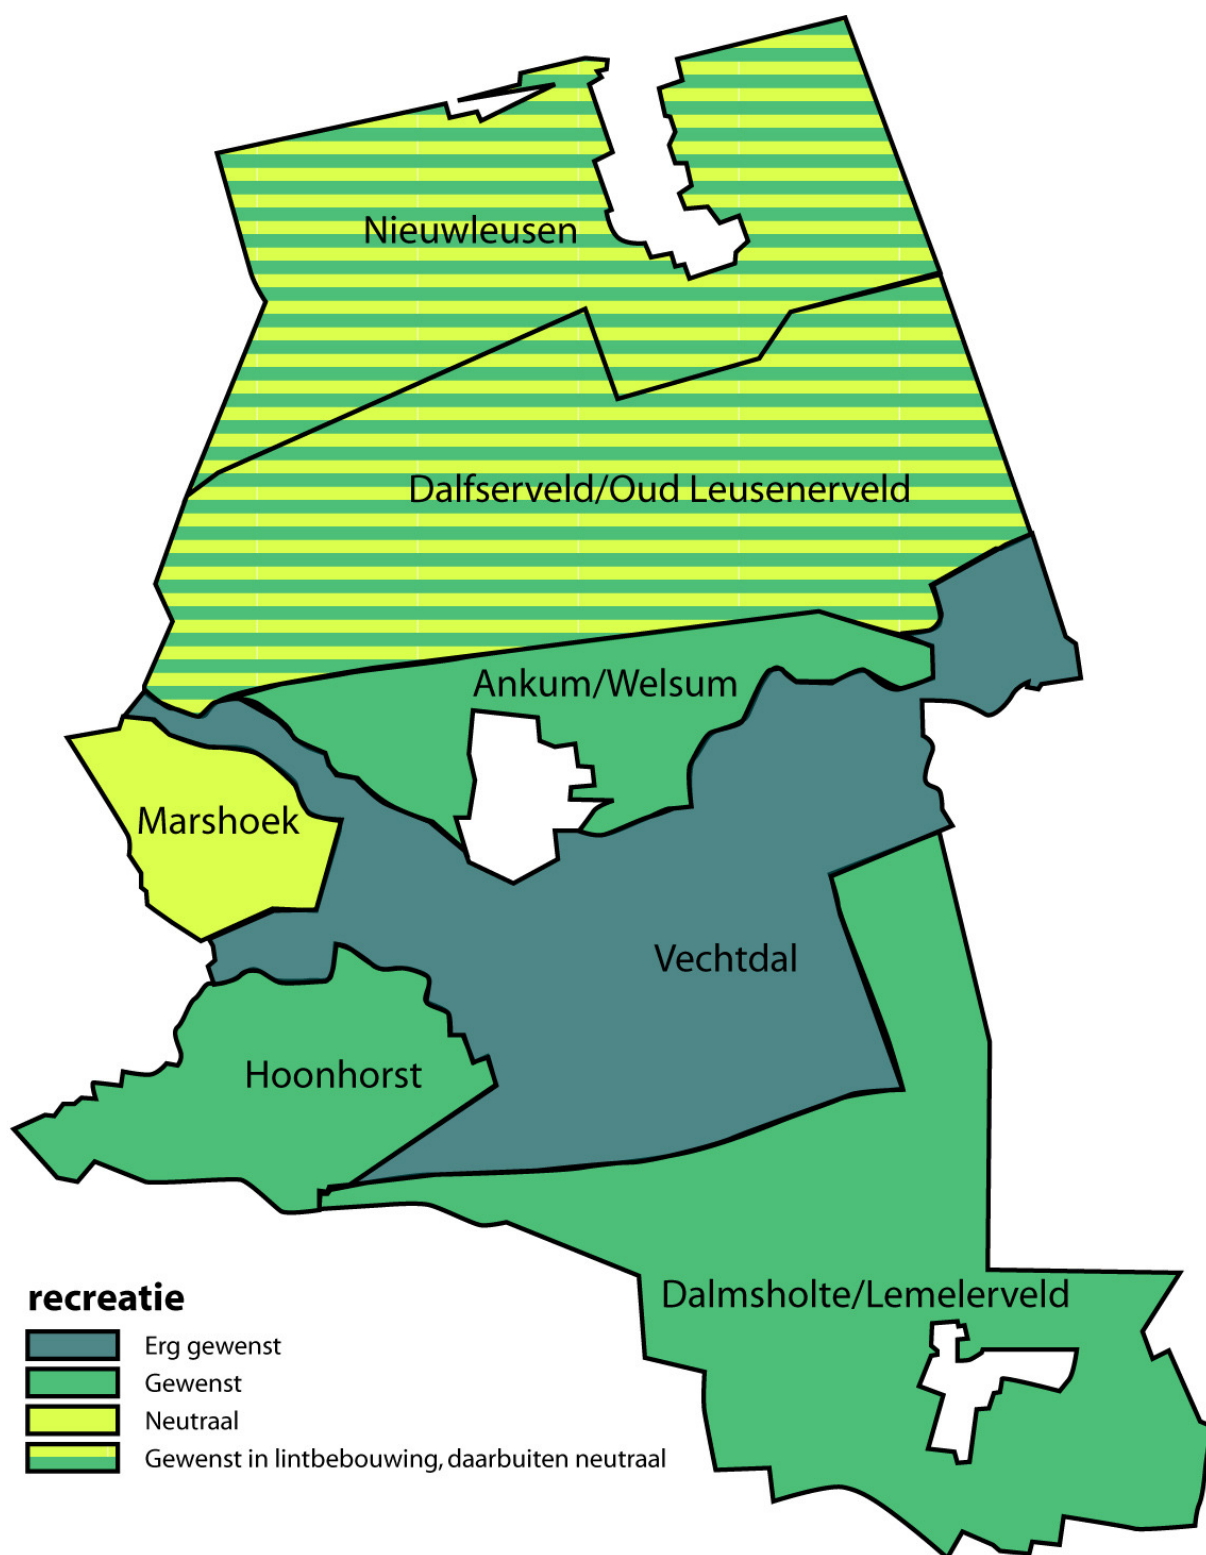 Nieuwleusen
Dalfserveld/Oud Leusenerveld
Ankum/Welsum
Marshoek
Vechtdal
Hoonhorst
Dalmsholte/Lemelerveld
recreatie
Erg gewenst
Gewenst
Neutraal
Gewenst in lintbebouwing, daarbuiten neutraal